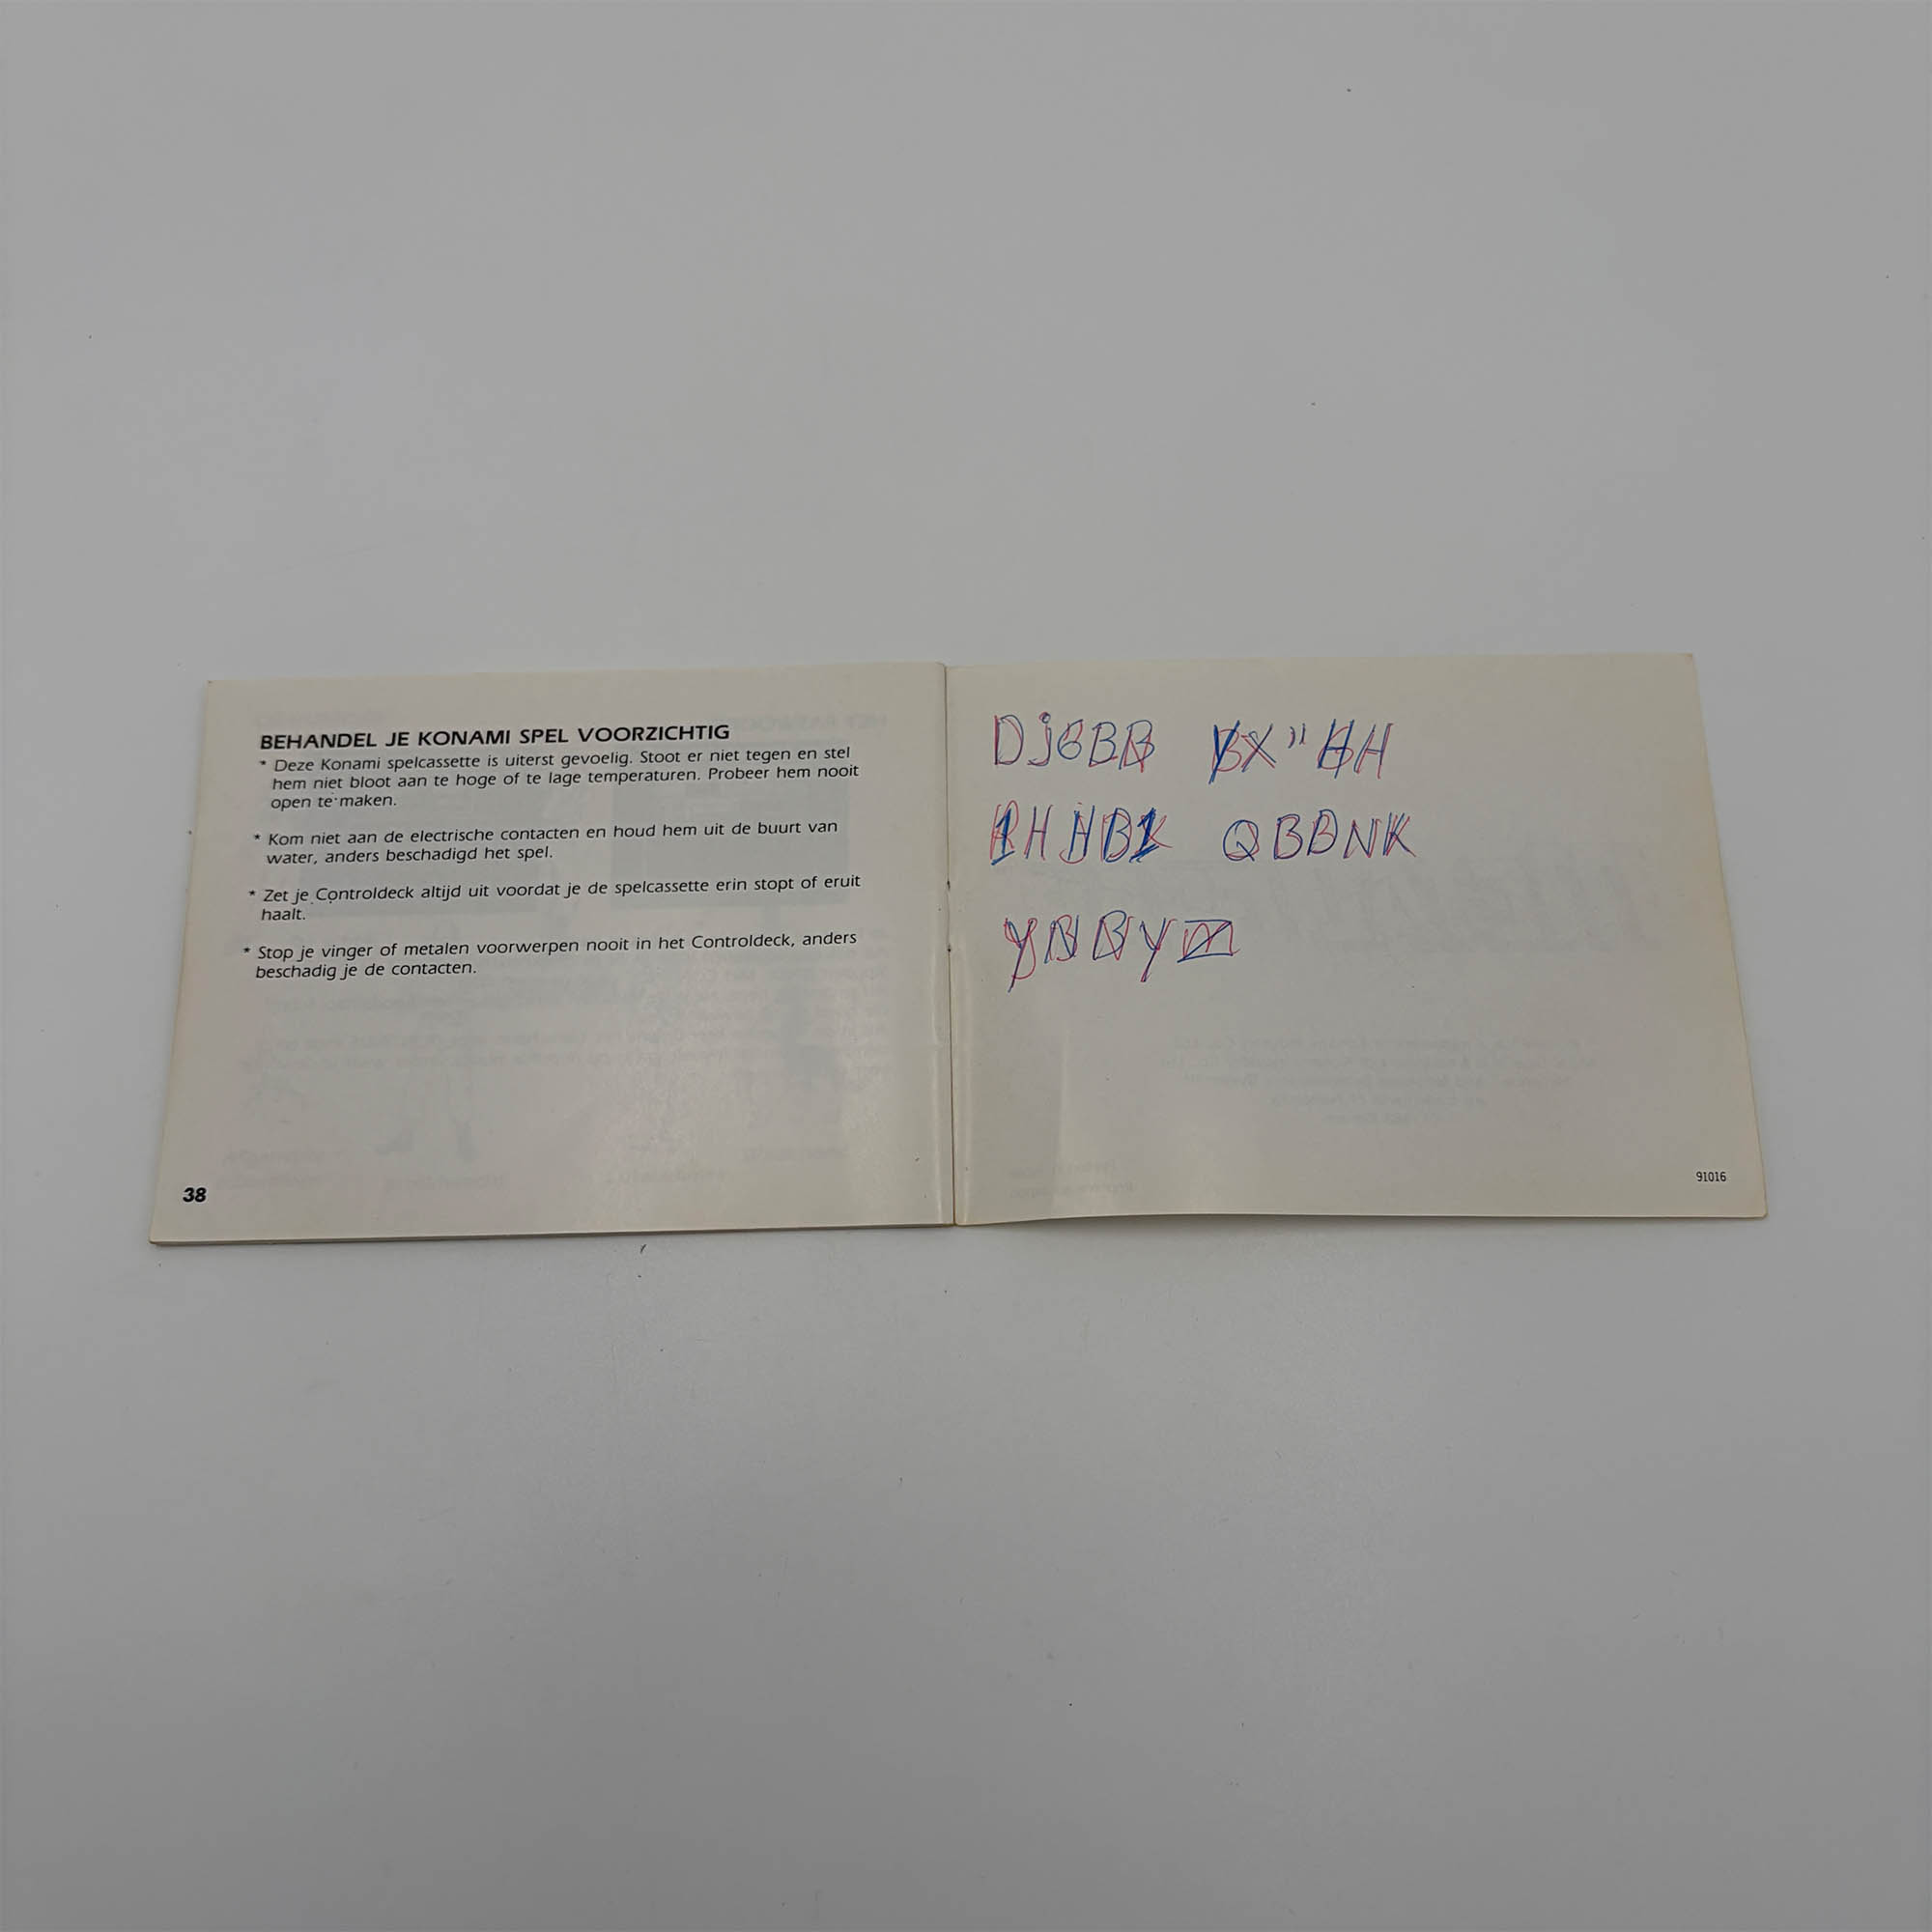 BEHANDEL JE KONAMI SPEL VOORZICHTIG
* Deze Konami spelcassette is uiterst gevoelig. Stoot er niet tegen en stel
hem niet bloot aan te hoge of te lage temperaturen. Probeer hem nooit
open te maken.
* Kom niet aan de electrische contacten en houd hem uit de buurt van
water, anders beschadigd het spel.
* Zet je Controldeck altijd uit voordat je de spelcassette erin stopt of eruit
haalt.
* Stop je vinger of metalen voorwerpen nooit in het Controldeck, anders
beschadig je de contacten.
38
QBBNK
91016